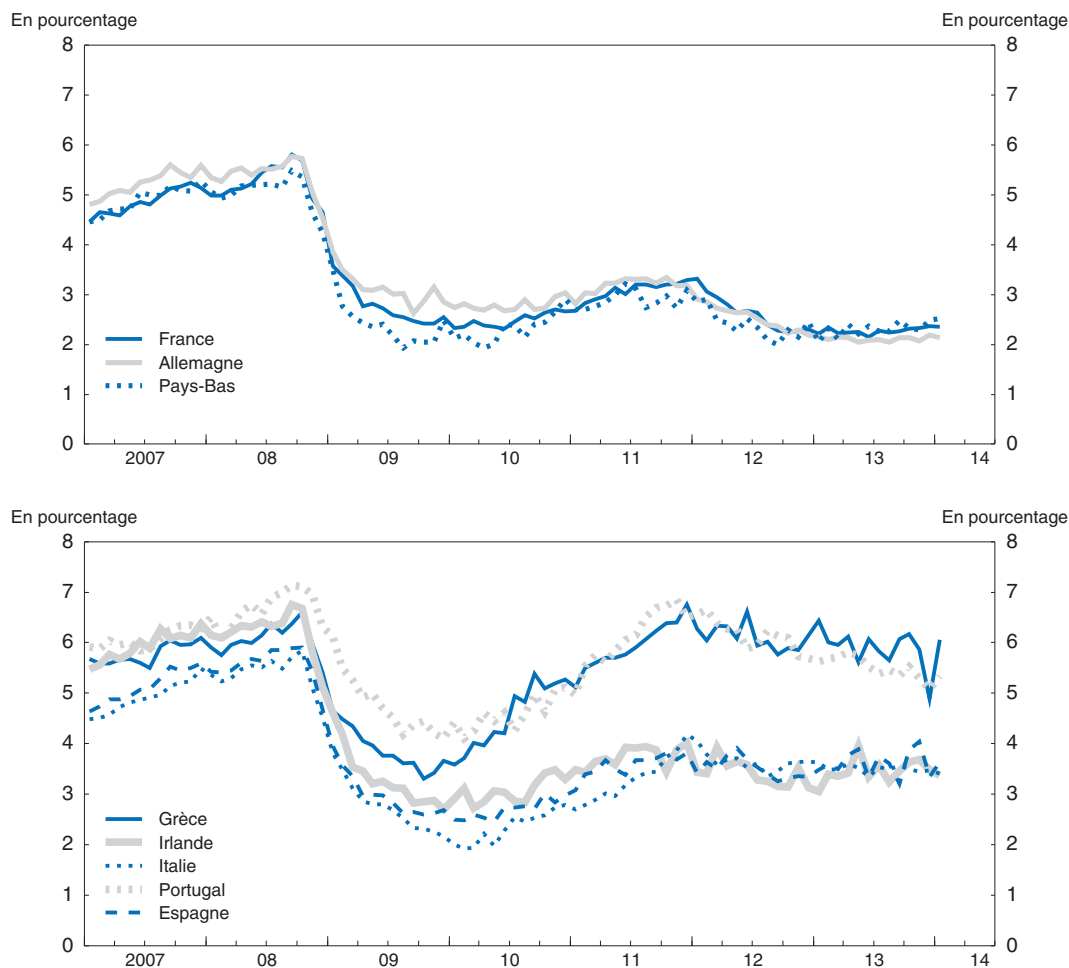 En pourcentage En pourcentage
8 8
7 7
6 6
5 5
4 4
3 3
2 2
1 1
0 0
France
Allemagne
Pays-Bas
2007 08 09 10 11 12 13 14
En pourcentage En pourcentage
8 8
7 7
6 6
5 5
4 4
3 3
2 2
1 1
0 0
Grèce
Irlande
Italie
Portugal
Espagne
2007 08 09 10 11 12 13 14